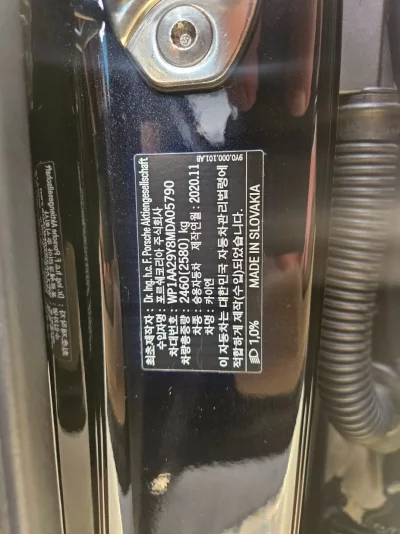 최초제작자 : Dr. Ing. h.c. F. Porsche Aktiengesellschaft
수입자명 : 포르쉐코리아 주식회사
차대번호 : WP1AA29Y8MDA05790
차량총중량 : 2460(2580) kg
차종 : 승용자동차 제작연월 : 2020.11
차명 : 카이엔
이 자동차는 대한민국 자동차관리법령에
적합하게 제작(수입)되었습니다.
1,0% MADE IN SLOVAKIA
9Y0.000.101.AB